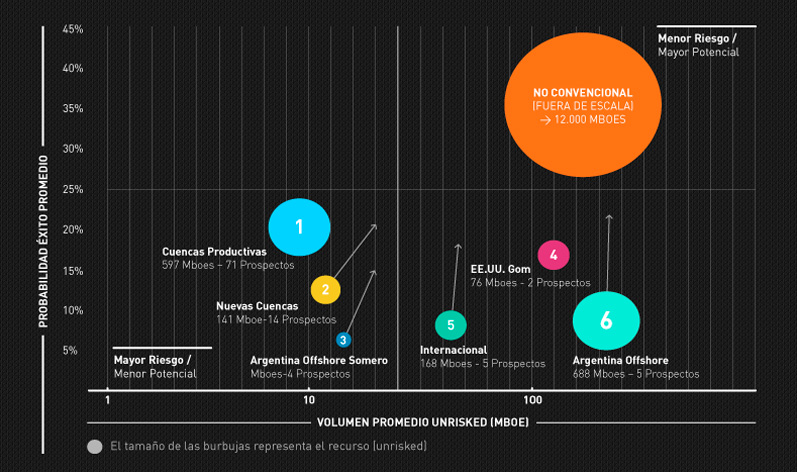 45%
40%
35%
30%
25%
20%
15%
10%
5%
PROBABILIDAD ÉXITO PROMEDIO
Menor Riesgo /
Mayor Potencial
NO CONVENCIONAL
(FUERA DE ESCALA)
→ 12.000 MBOES
1
Cuencas Productivas
597 Mboes – 71 Prospectos
2
Nuevas Cuencas
141 Mboe-14 Prospectos
3
Argentina Offshore Somero
Mboes-4 Prospectos
4
EE.UU. Gom
76 Mboes - 2 Prospectos
5
Internacional
168 Mboes - 5 Prospectos
6
Argentina Offshore
688 Mboes – 5 Prospectos
Mayor Riesgo /
Menor Potencial
1 10 100
VOLUMEN PROMEDIO UNRISKED (MBOE)
El tamaño de las burbujas representa el recurso (unrisked)